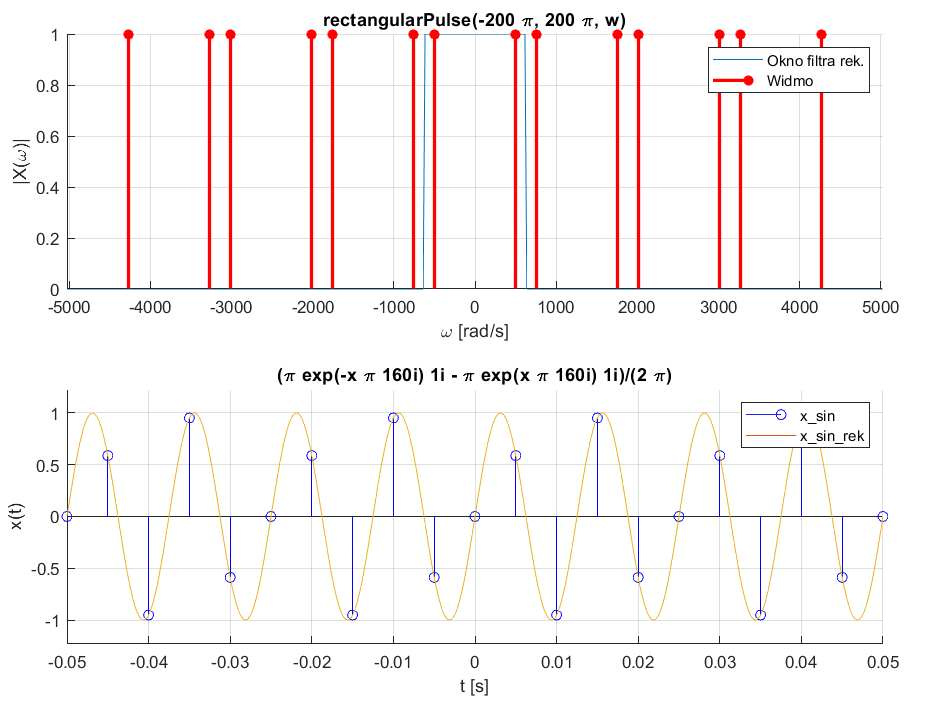 rectangularPulse(-200 π, 200 π, w)
1
0.8
0.6
0.4
0.2
0
|X(ω)|
Okno filtra rek.
Widmo
-5000 -4000 -3000 -2000 -1000 0 1000 2000 3000 4000 5000
ω [rad/s]
(π exp(-x π 160i) 1i - π exp(x π 160i) 1i)/(2 π)
1
0.5
0
-0.5
-1
x(t)
x_sin
x_sin_rek
-0.05 -0.04 -0.03 -0.02 -0.01 0 0.01 0.02 0.03 0.04 0.05
t [s]